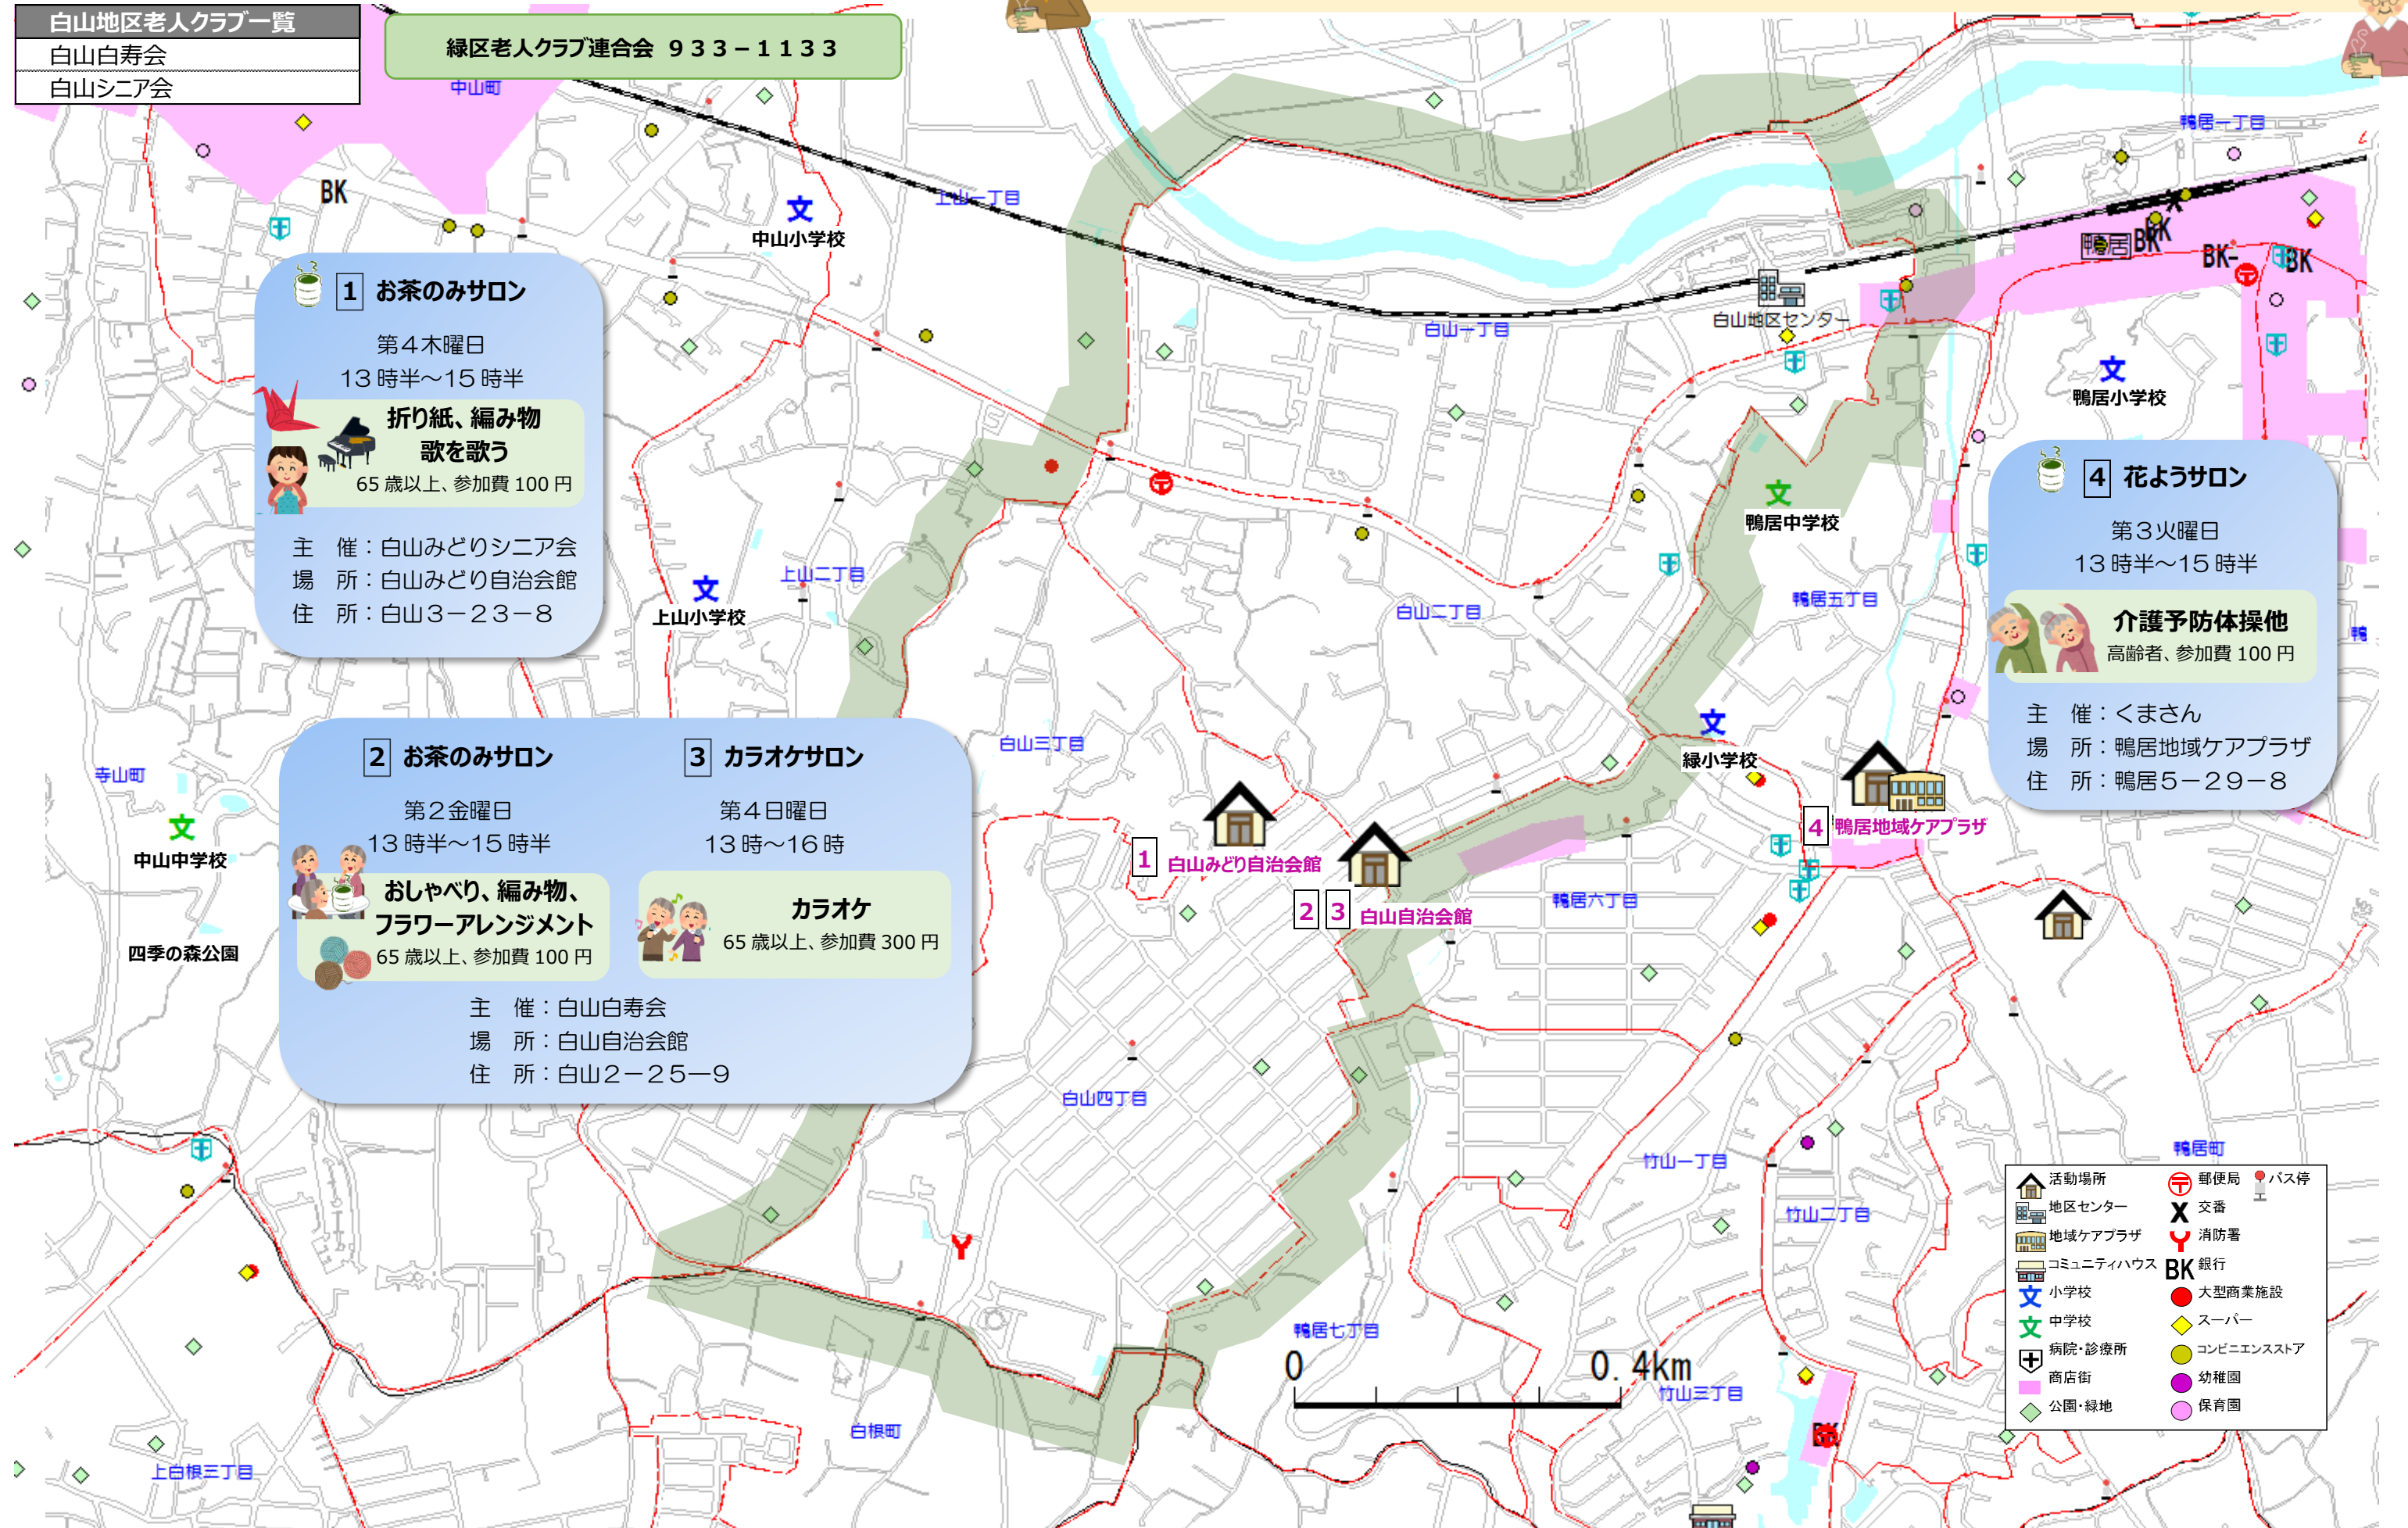 白山地区老人クラブ一覧
白山白寿会
白山シニア会
緑区老人クラブ連合会 933-1133
中山町
鴨居一丁目
BK
文
中山小学校
上山一丁目
鴨居
BK
BK
BK
白山地区センター
白山一丁目
文
鴨居小学校
1 お茶のみサロン
第4木曜日
13時半～15時半
折り紙、編み物
歌を歌う
65歳以上、参加費100円
主　催：白山みどりシニア会
場　所：白山みどり自治会館
住　所：白山3-23-8
4 花ようサロン
第3火曜日
13時半～15時半
介護予防体操他
高齢者、参加費100円
主　催：くまさん
場　所：鴨居地域ケアプラザ
住　所：鴨居5-29-8
文
鴨居中学校
上山二丁目
文
上山小学校
白山二丁目
鴨居五丁目
鴨
文
緑小学校
白山三丁目
寺山町
文
中山中学校
四季の森公園
2 お茶のみサロン
第2金曜日
13時半～15時半
おしゃべり、編み物、
フラワーアレンジメント
65歳以上、参加費100円
3 カラオケサロン
第4日曜日
13時～16時
カラオケ
65歳以上、参加費300円
主　催：白山白寿会
場　所：白山自治会館
住　所：白山2-25-9
4 鴨居地域ケアプラザ
1 白山みどり自治会館
2 3 白山自治会館
鴨居六丁目
白山四丁目
竹山一丁目
鴨居町
竹山二丁目
鴨居七丁目
0 0.4km
竹山三丁目
白根町
上白根三丁目
BK
活動場所
地区センター
地域ケアプラザ
コミュニティハウス
文 小学校
文 中学校
病院・診療所
商店街
公園・緑地
郵便局
バス停
X 交番
Y 消防署
BK 銀行
大型商業施設
スーパー
コンビニエンスストア
幼稚園
保育園